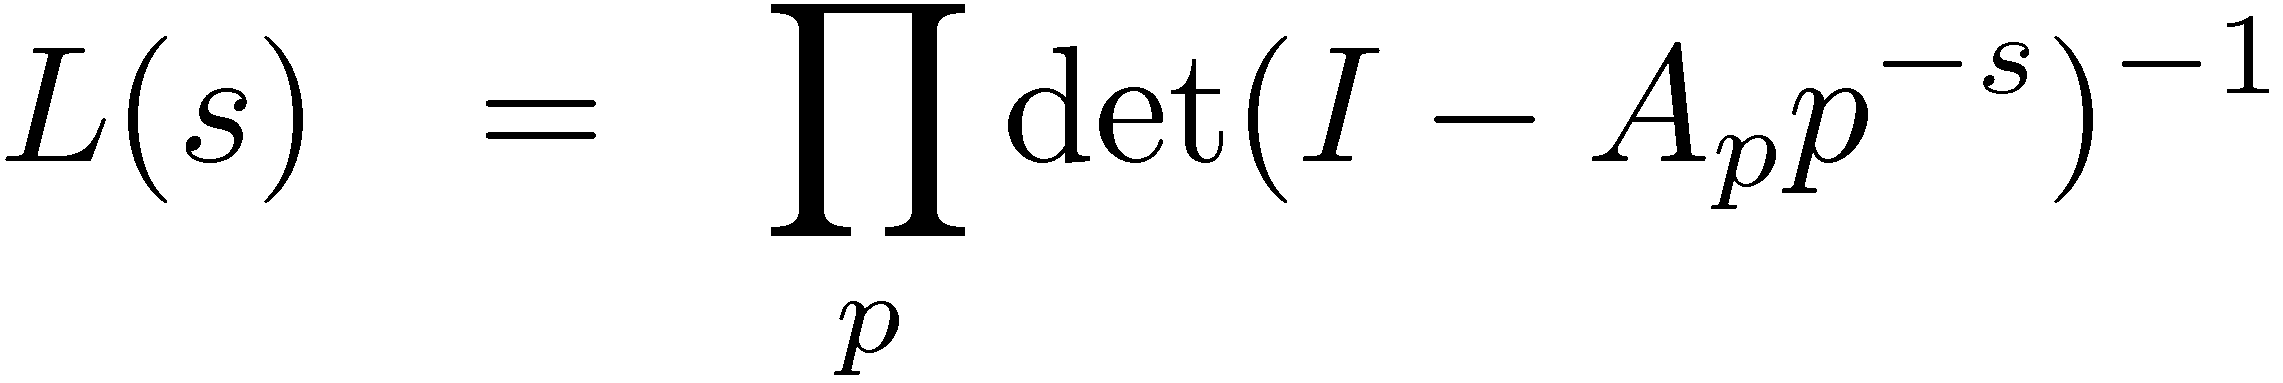 L(s) = ∏_p det(I − A_p p^{−s})^{−1}